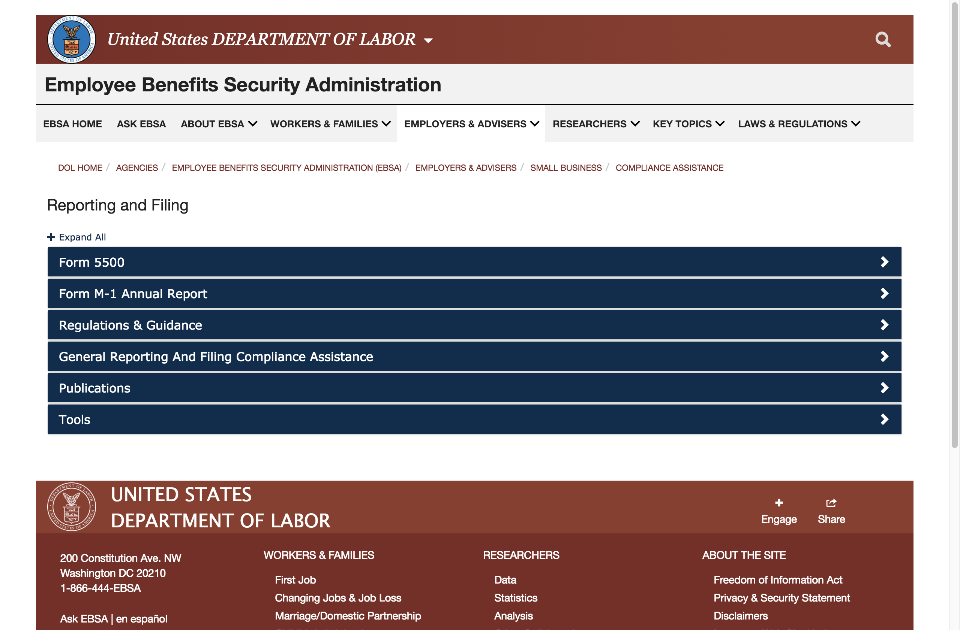 United States DEPARTMENT OF LABOR
Employee Benefits Security Administration
EBSA HOME ASK EBSA ABOUT EBSA WORKERS & FAMILIES EMPLOYERS & ADVISERS RESEARCHERS KEY TOPICS LAWS & REGULATIONS
DOL HOME / AGENCIES / EMPLOYEE BENEFITS SECURITY ADMINISTRATION (EBSA) / EMPLOYERS & ADVISERS / SMALL BUSINESS / COMPLIANCE ASSISTANCE
Reporting and Filing
+ Expand All
Form 5500
Form M-1 Annual Report
Regulations & Guidance
General Reporting And Filing Compliance Assistance
Publications
Tools
UNITED STATES
DEPARTMENT OF LABOR
Engage Share
200 Constitution Ave. NW
Washington DC 20210
1-866-444-EBSA
Ask EBSA | en español
WORKERS & FAMILIES
First Job
Changing Jobs & Job Loss
Marriage/Domestic Partnership
RESEARCHERS
Data
Statistics
Analysis
ABOUT THE SITE
Freedom of Information Act
Privacy & Security Statement
Disclaimers